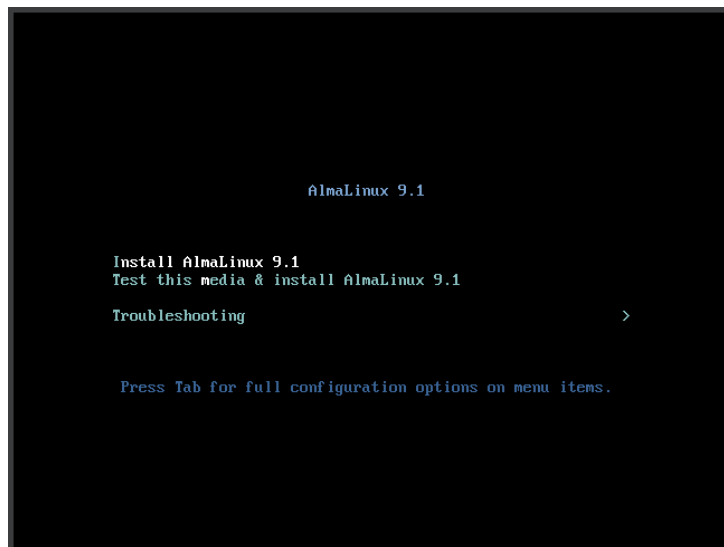 AlmaLinux 9.1
Install AlmaLinux 9.1
Test this media & install AlmaLinux 9.1
Troubleshooting >
Press Tab for full configuration options on menu items.